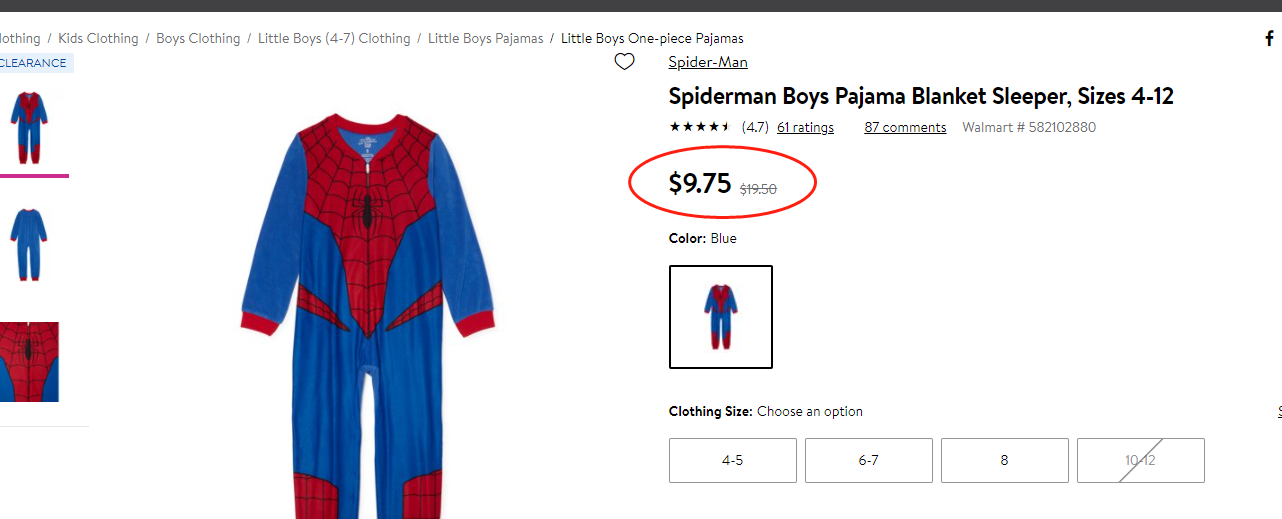 lothing / Kids Clothing / Boys Clothing / Little Boys (4-7) Clothing / Little Boys Pajamas / Little Boys One-piece Pajamas
CLEARANCE
Spider-Man
Spiderman Boys Pajama Blanket Sleeper, Sizes 4-12
(4.7) 61 ratings 87 comments Walmart # 582102880
$9.75 $19.50
Color: Blue
Clothing Size: Choose an option
4-5 6-7 8 10-12